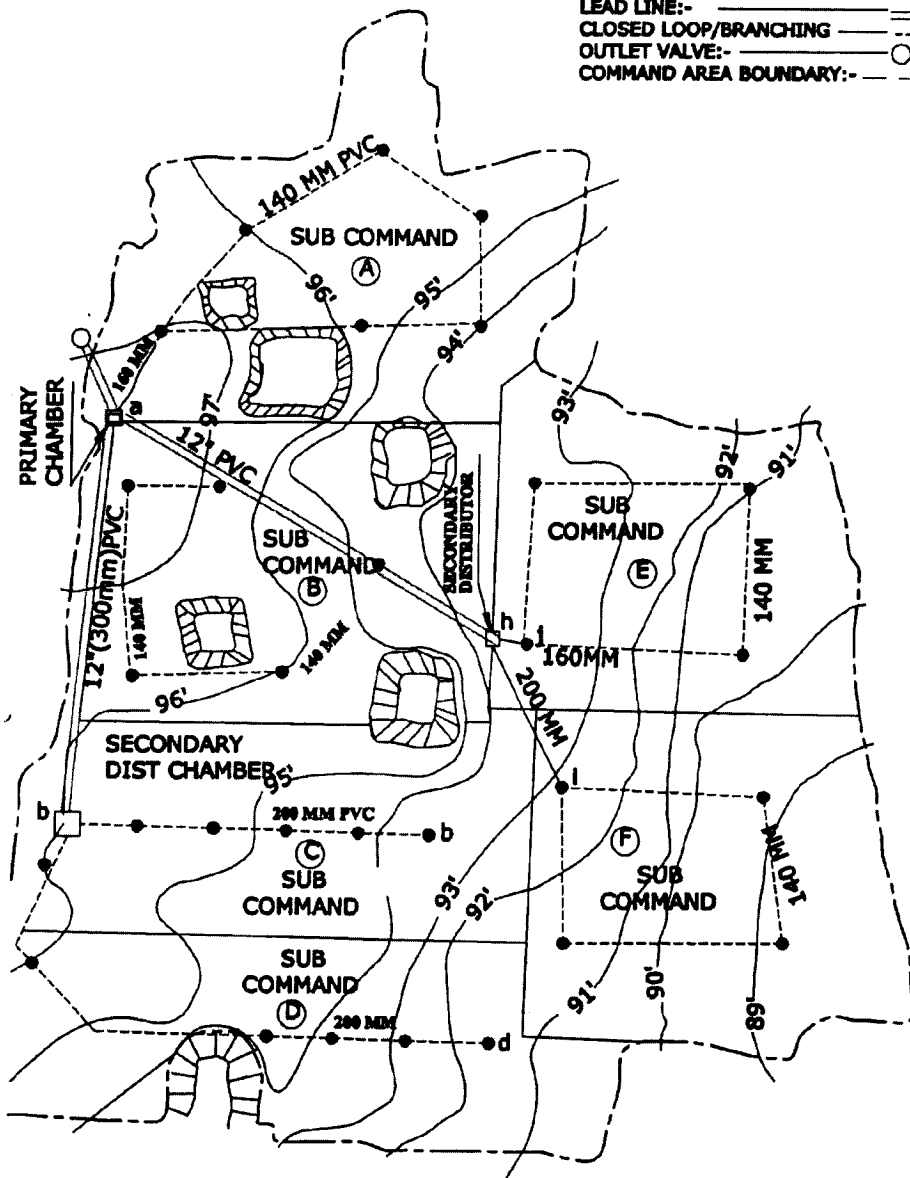 LEAD LINE:-
CLOSED LOOP/BRANCHING
OUTLET VALVE:-
COMMAND AREA BOUNDARY:-
140 MM PVC
SUB COMMAND
A
96'
95'
94'
160 MM
PRIMARY
CHAMBER
97'
93'
92'
91'
12" PVC
SECONDARY
DISTRIBUTOR
SUB
COMMAND
E
140 MM
12"(300mm)PVC
SUB
COMMAND
B
140 MM
140 MM
h
160MM
200 MM
96'
SECONDARY
DIST CHAMBER
95'
b
200 MM PVC
b
C
SUB
COMMAND
F
SUB
COMMAND
140 MM
93'
92'
SUB
COMMAND
D
200 MM
d
91'
90'
89'